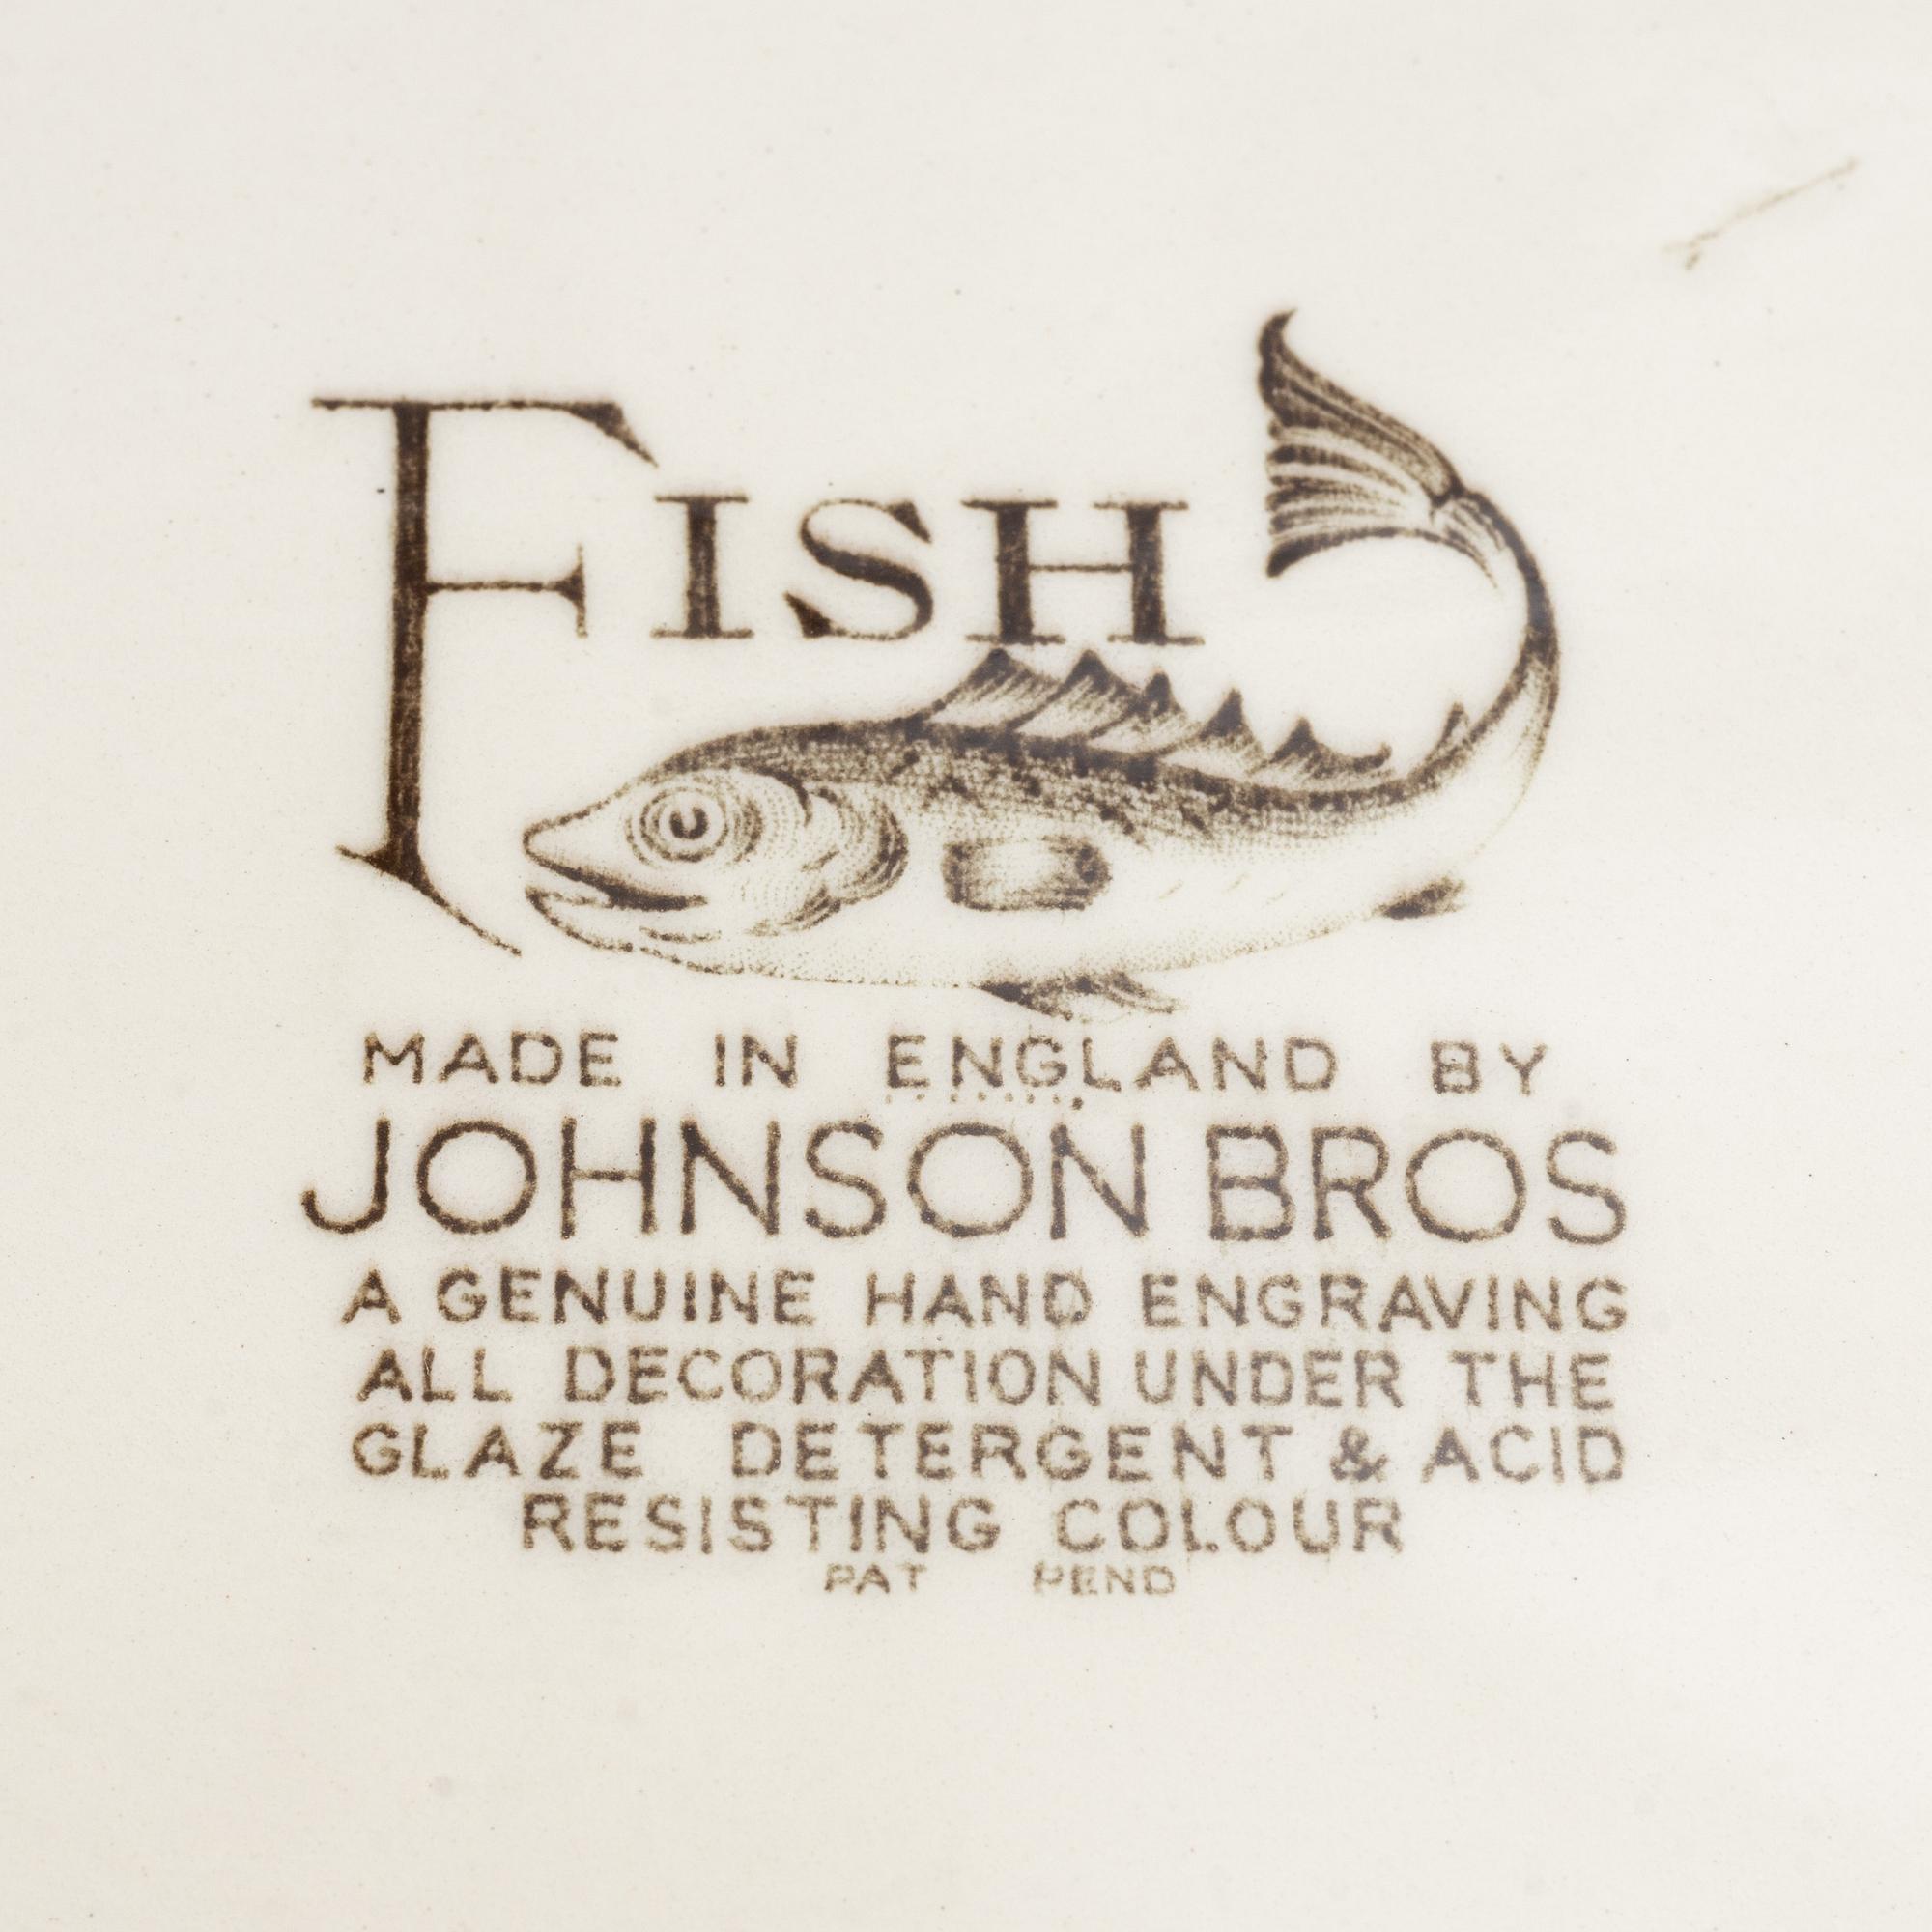 FISH
MADE IN ENGLAND BY
JOHNSON BROS
A GENUINE HAND ENGRAVING
ALL DECORATION UNDER THE
GLAZE DETERGENT & ACID
RESISTING COLOUR
PAT PEND